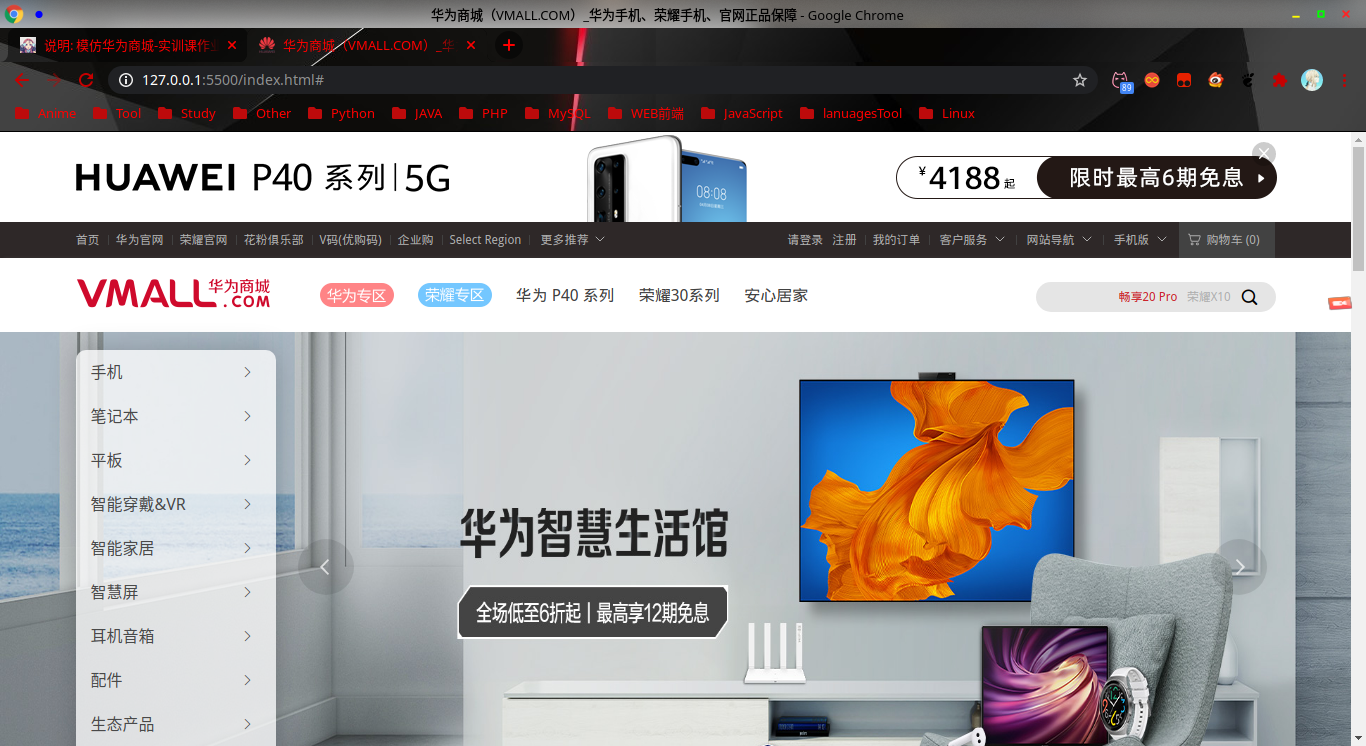 华为商城（VMALL.COM）_华为手机、荣耀手机、官网正品保障 - Google Chrome
说明: 模仿华为商城-实训课作业
华为商城（VMALL.COM）_华
127.0.0.1:5500/index.html#
89
Anime Tool Study Other Python JAVA PHP MySQL WEB前端 JavaScript lanuagesTool Linux
HUAWEI P40 系列 | 5G
08:08
¥4188起 限时最高6期免息
首页 华为官网 荣耀官网 花粉俱乐部 V码(优购码) 企业购 Select Region 更多推荐 请登录 注册 我的订单 客户服务 网站导航 手机版 购物车 (0)
VMALL 华为商城 .COM
华为专区 荣耀专区 华为 P40 系列 荣耀30系列 安心居家 畅享20 Pro 荣耀X10
手机
笔记本
平板
智能穿戴&VR
智能家居
智慧屏
耳机音箱
配件
生态产品
华为智慧生活馆
全场低至6折起 | 最高享12期免息